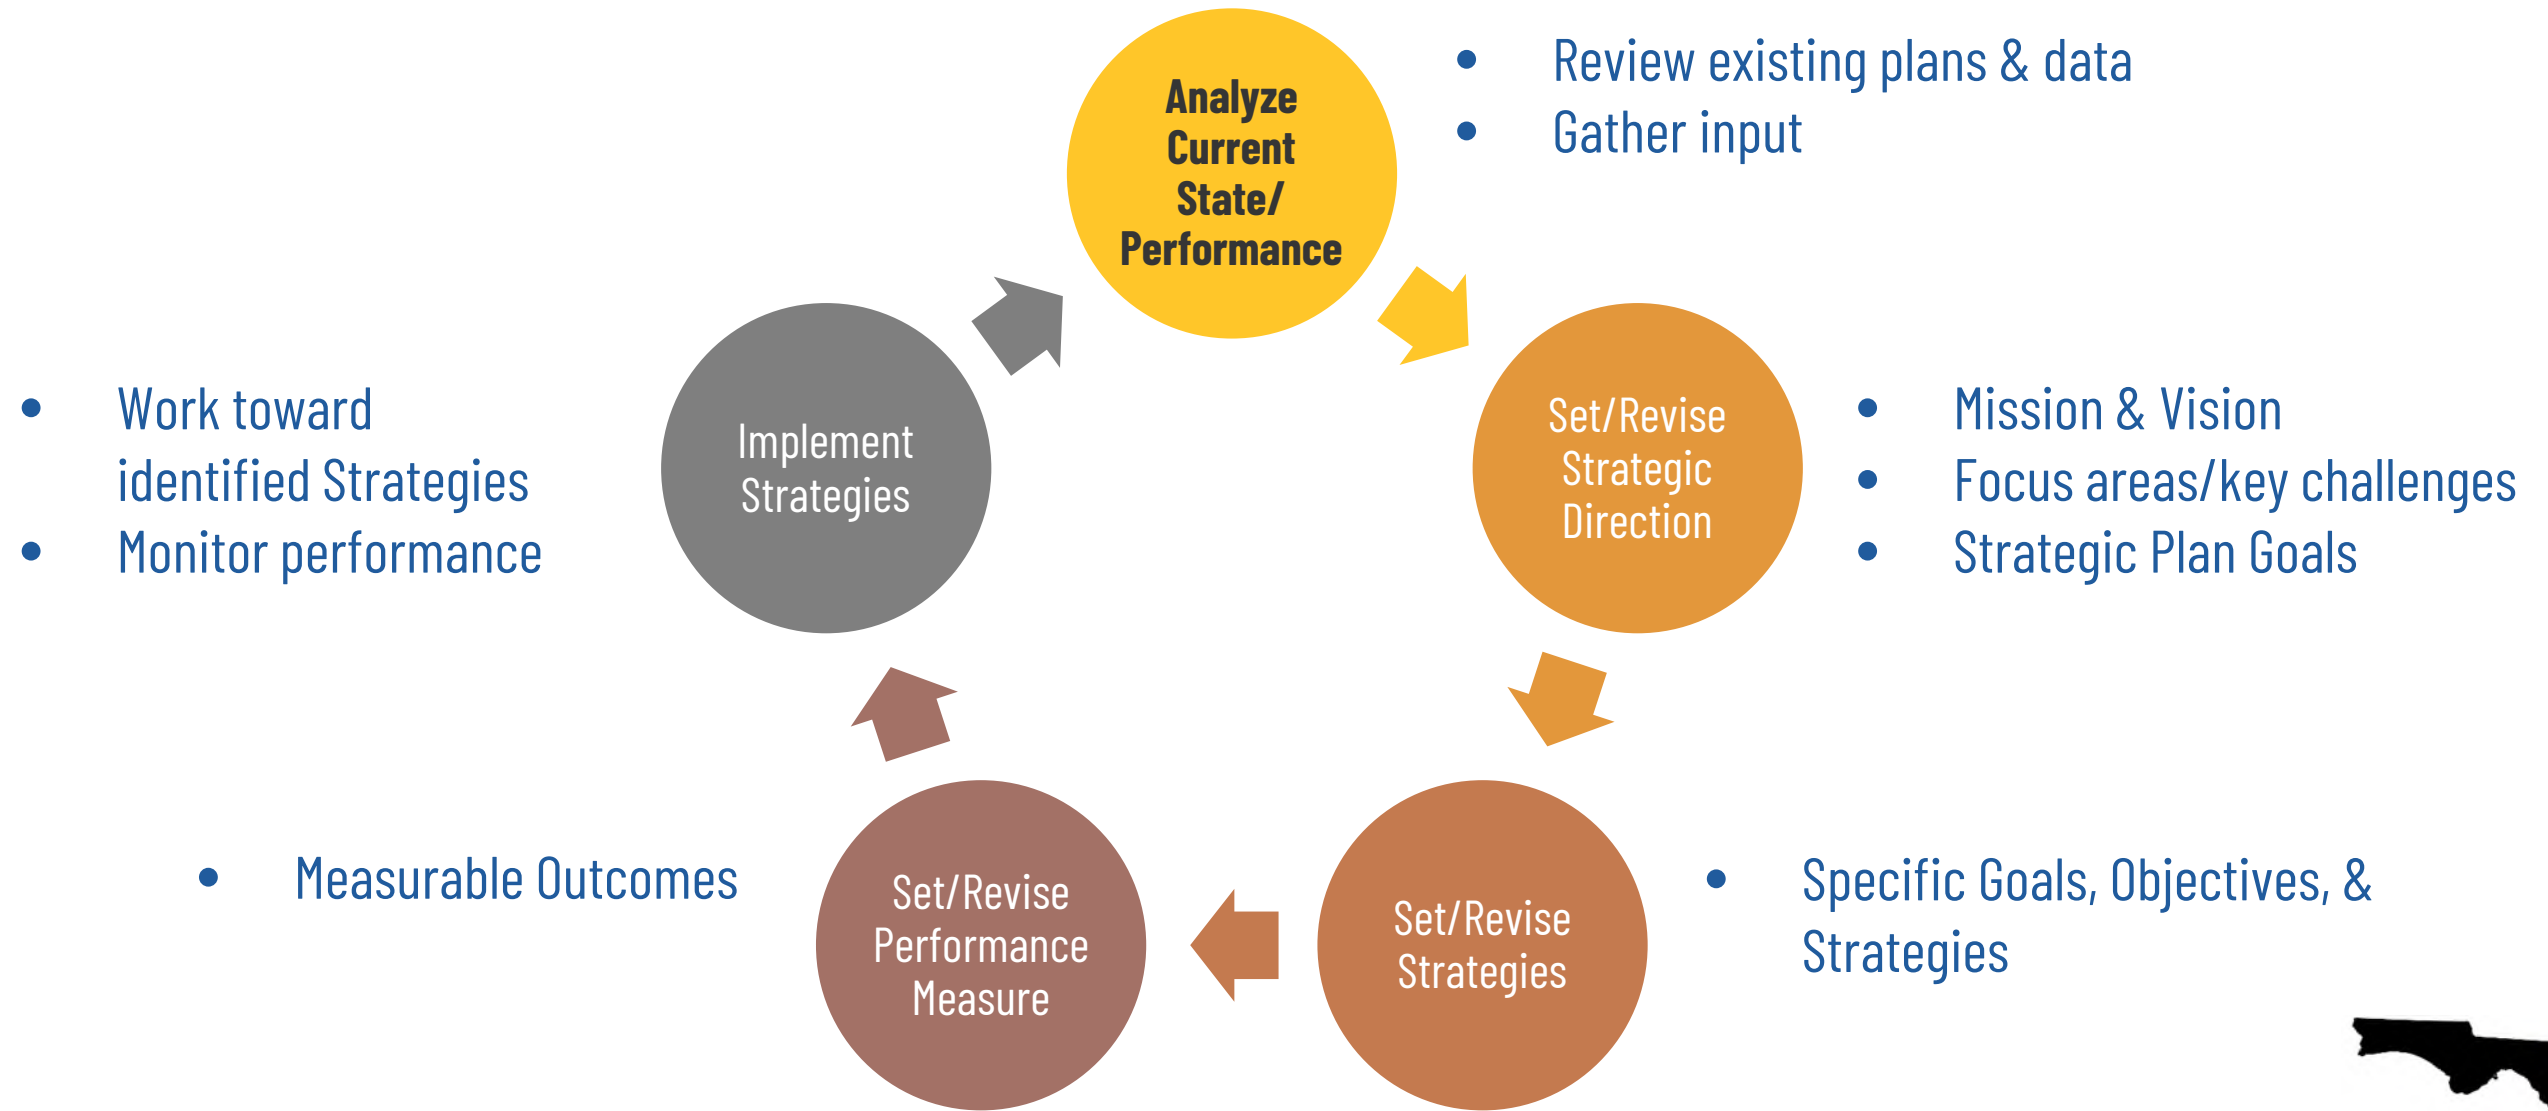 Analyze
Current
State/
Performance
• Review existing plans & data
• Gather input
Set/Revise
Strategic
Direction
• Mission & Vision
• Focus areas/key challenges
• Strategic Plan Goals
Set/Revise
Strategies
• Specific Goals, Objectives, &
Strategies
Set/Revise
Performance
Measure
• Measurable Outcomes
Implement
Strategies
• Work toward
identified Strategies
• Monitor performance